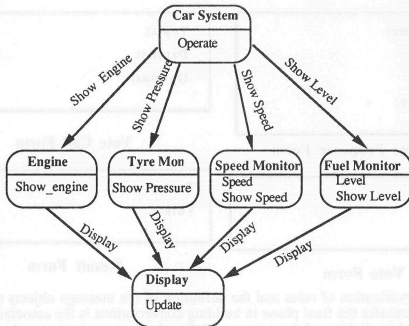 Car System
Operate
Show Engine
Show Pressure
Show Speed
Show Level
Engine
Show_engine
Tyre Mon
Show Pressure
Speed Monitor
Speed
Show Speed
Fuel Monitor
Level
Show Level
Display
Display
Display
Display
Display
Update